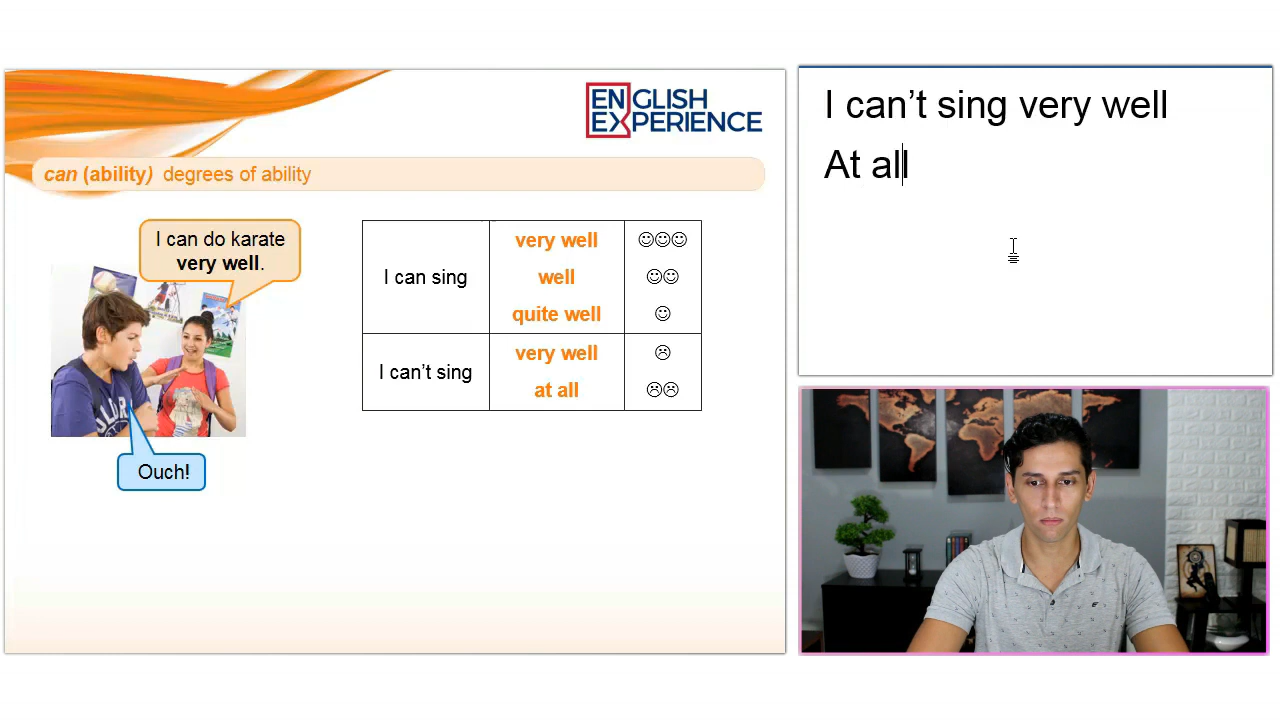 ENGLISH
EXPERIENCE
can (ability) degrees of ability
I can do karate
very well.
Ouch!
I can sing
very well
well
quite well
I can't sing
very well
at all
I can't sing very well
At all